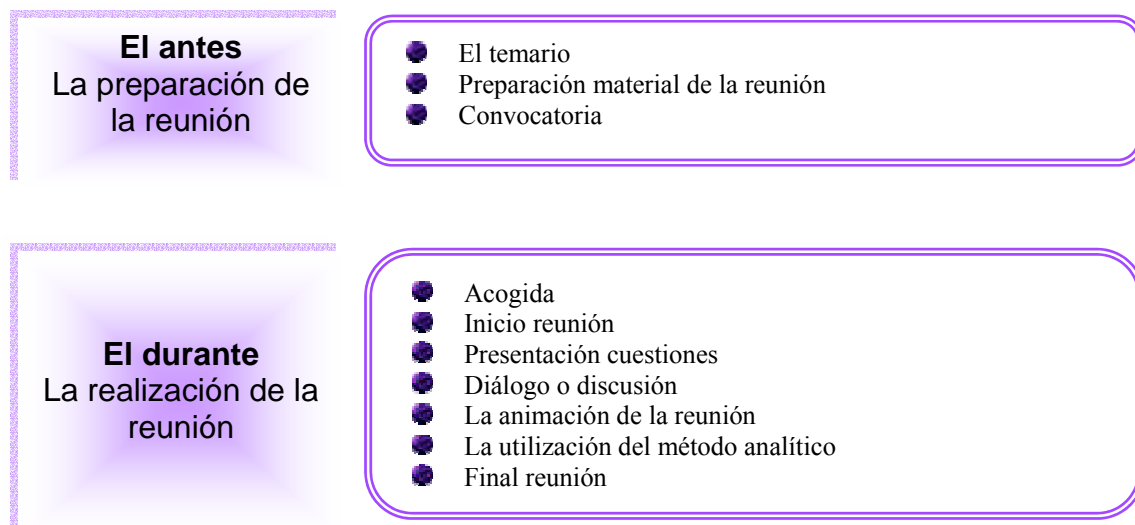 El antes
La preparación de
la reunión
El temario
Preparación material de la reunión
Convocatoria
El durante
La realización de la
reunión
Acogida
Inicio reunión
Presentación cuestiones
Diálogo o discusión
La animación de la reunión
La utilización del método analítico
Final reunión